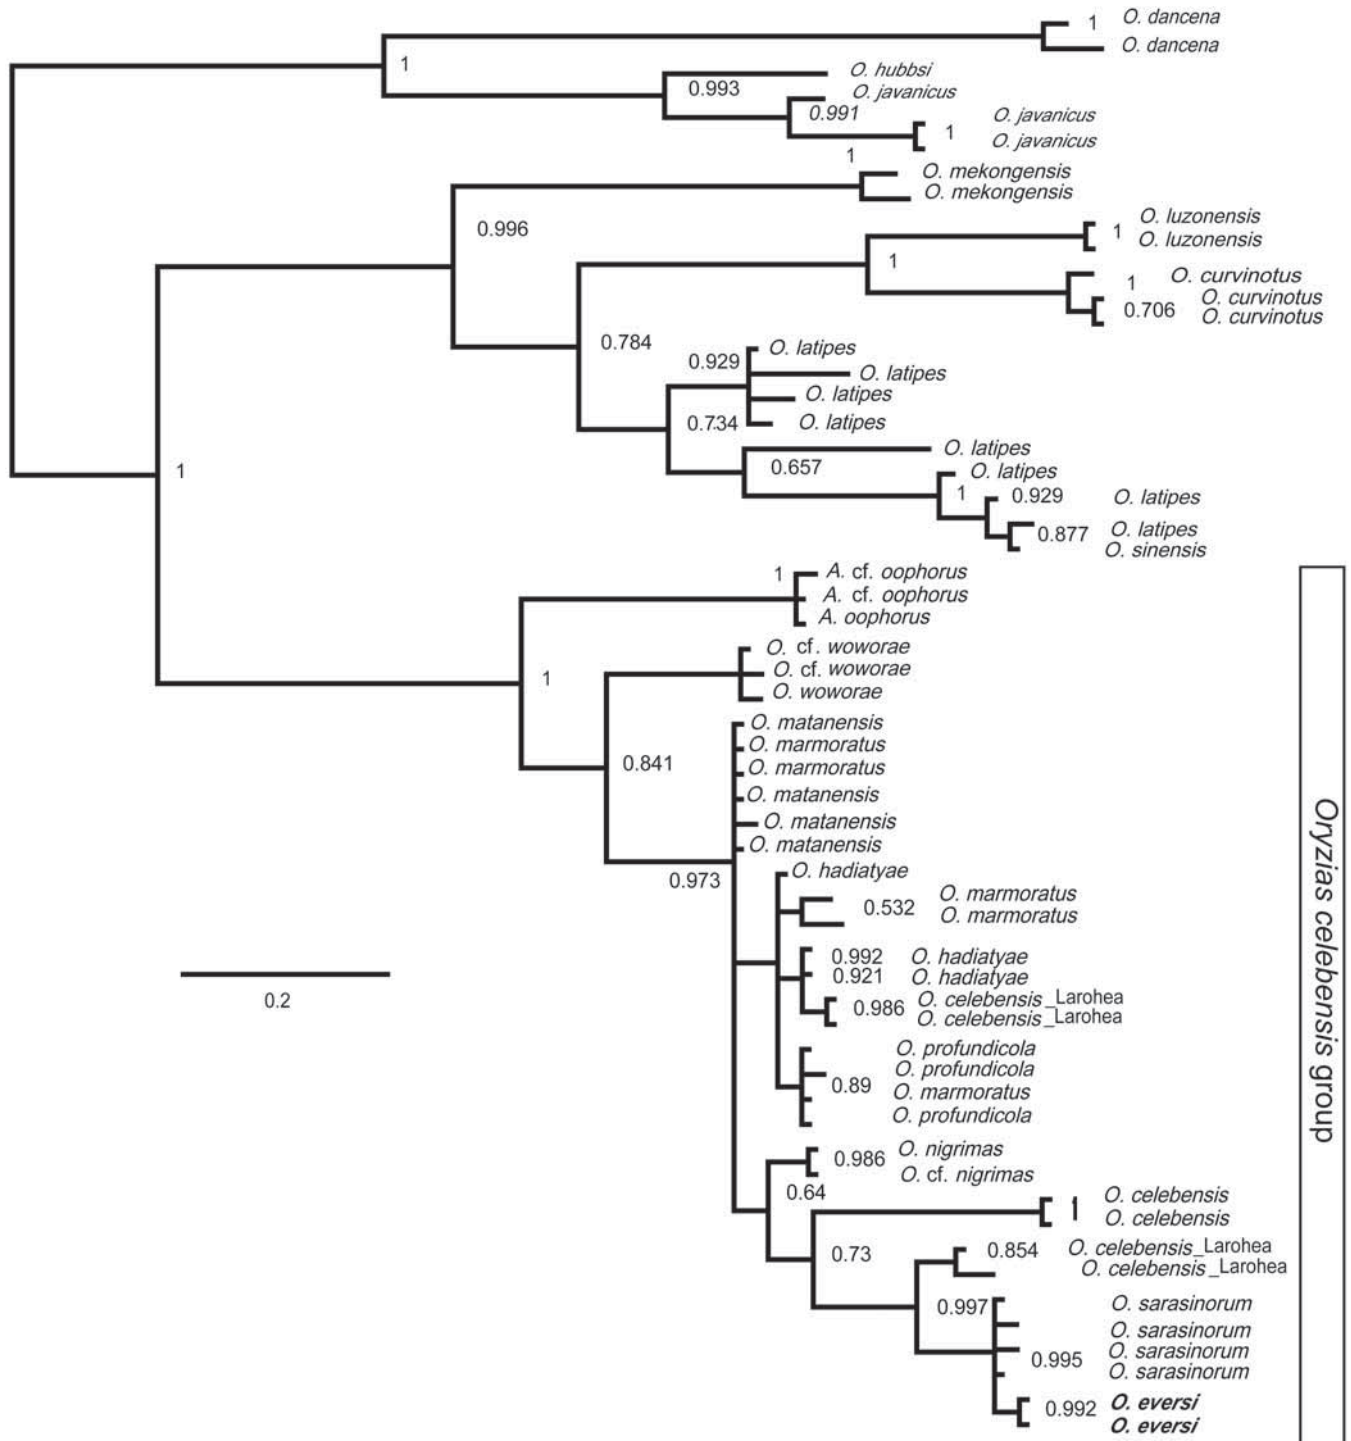 1 O. dancena
O. dancena
1
O. hubbsi
0.993
O. javanicus
0.991
O. javanicus
1
O. javanicus
1
O. mekongensis
O. mekongensis
0.996
O. luzonensis
1
O. luzonensis
1
1 O. curvinotus
O. curvinotus
0.706
O. curvinotus
0.784
O. latipes
0.929
O. latipes
O. latipes
0.734
O. latipes
O. latipes
0.657
O. latipes
1
0.929 O. latipes
O. latipes
0.877
O. sinensis
1
1 A. cf. oophorus
A. cf. oophorus
A. oophorus
O. cf. woworae
O. cf. woworae
O. woworae
1
O. matanensis
O. marmoratus
0.841
O. marmoratus
O. matanensis
O. matanensis
O. matanensis
O. hadiatyae
0.973
O. marmoratus
0.532
O. marmoratus
0.992 O. hadiatyae
0.921 O. hadiatyae
O. celebensis_Larohea
0.986
O. celebensis_Larohea
0.2
O. profundicola
O. profundicola
0.89
O. marmoratus
O. profundicola
O. nigrimas
0.986
O. cf. nigrimas
0.64
O. celebensis
1
O. celebensis
0.73
0.854 O. celebensis_Larohea
O. celebensis_Larohea
0.997
O. sarasinorum
O. sarasinorum
O. sarasinorum
0.995
O. sarasinorum
0.992 O. eversi
O. eversi
Oryzias celebensis group